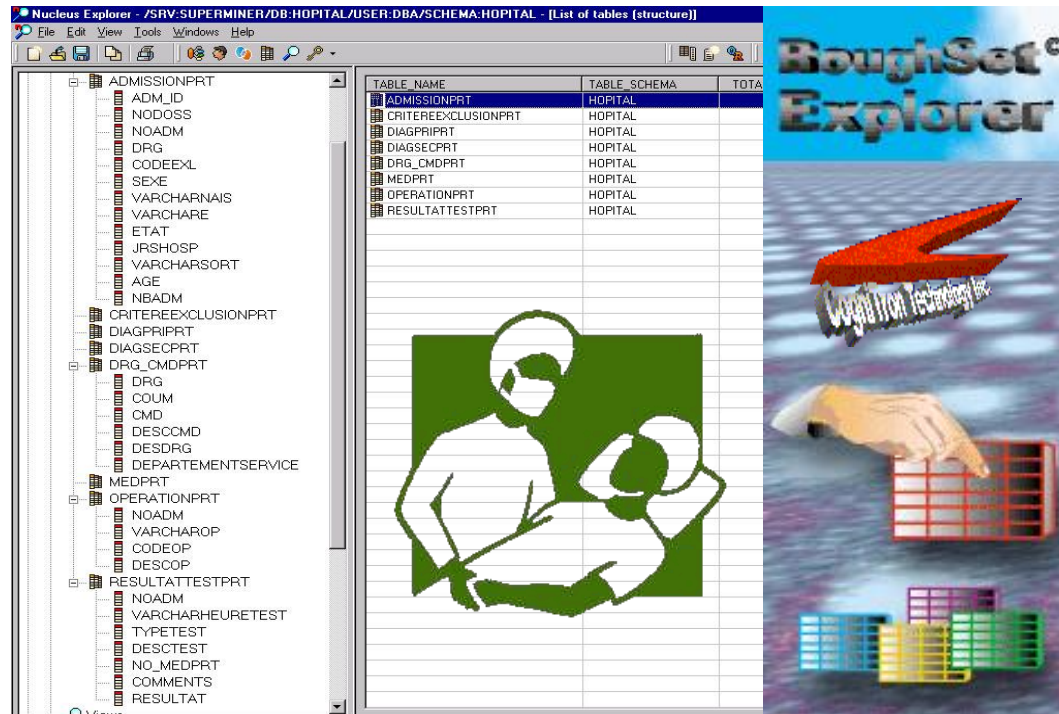 Nucleus Explorer - /SRV:SUPERMINER/DB:HOPITAL/USER:DBA/SCHEMA:HOPITAL - [List of tables (structure)]
File Edit View Tools Windows Help
ADMISSIONPRT
ADM_ID
NODOSS
NOADM
DRG
CODEEXL
SEXE
VARCHARNAIS
VARCHARE
ETAT
JRSHOSP
VARCHARSORT
AGE
NBADM
CRITEREEXCLUSIONPRT
DIAGPRIPRT
DIAGSECPRT
DRG_CMDPRT
DRG
COUM
CMD
DESCCMD
DESDRG
DEPARTEMENTSERVICE
MEDPRT
OPERATIONPRT
NOADM
VARCHAROP
CODEOP
DESCOP
RESULTATTESTPRT
NOADM
VARCHARHEURETEST
TYPETEST
DESCTEST
NO_MEDPRT
COMMENTS
RESULTAT
Views
TABLE_NAME TABLE_SCHEMA TOTA
ADMISSIONPRT HOPITAL
CRITEREEXCLUSIONPRT HOPITAL
DIAGPRIPRT HOPITAL
DIAGSECPRT HOPITAL
DRG_CMDPRT HOPITAL
MEDPRT HOPITAL
OPERATIONPRT HOPITAL
RESULTATTESTPRT HOPITAL
RoughSet©
Explorer
Cognitron Technology Inc.